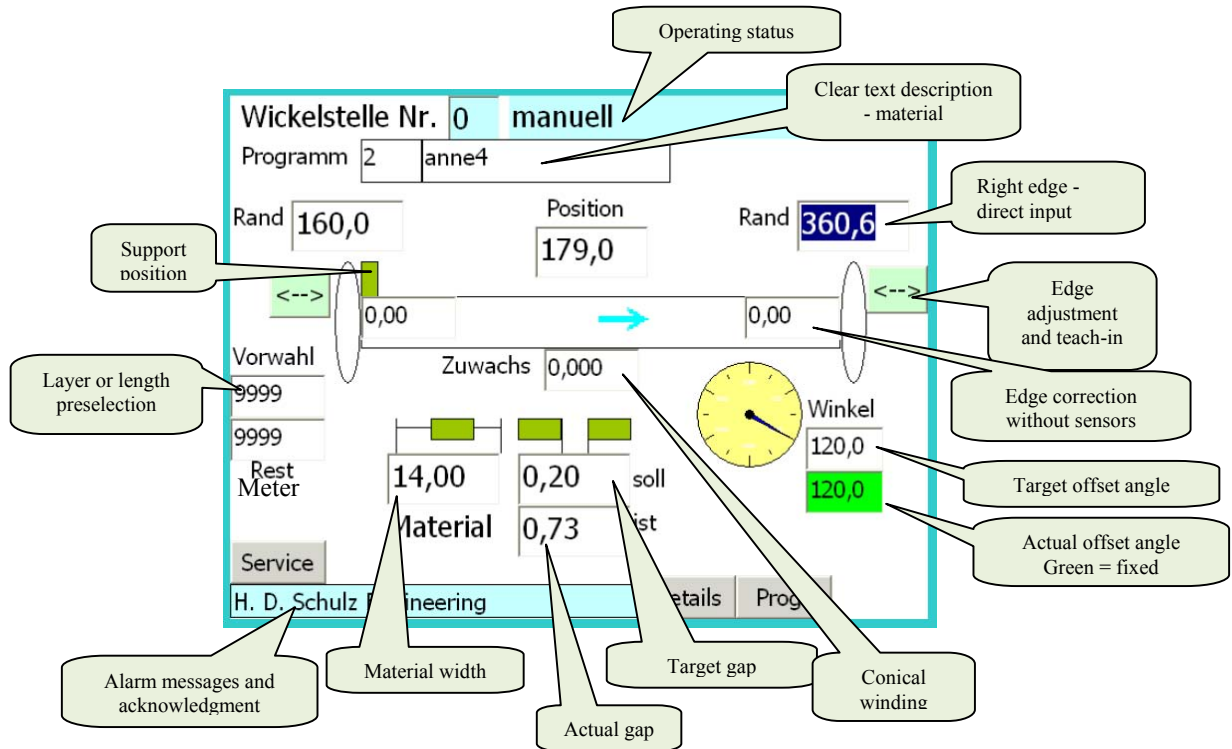 Operating status
Clear text description
- material
Wickelstelle Nr. 0 manuell
Programm 2 anne4
Right edge -
direct input
Rand 160,0
Position
179,0
Rand 360,6
Support
position
<-->
<-->
Edge
adjustment
and teach-in
0,00
0,00
Vorwahl
Zuwachs 0,000
Layer or length
preselection
9999
9999
Rest
Meter
Edge correction
without sensors
Winkel
120,0
120,0
14,00
0,20 soll
Material
0,73 ist
Target offset angle
Actual offset angle
Green = fixed
Service
H. D. Schulz Engineering
etails
Prog
Alarm messages and
acknowledgment
Material width
Actual gap
Target gap
Conical
winding